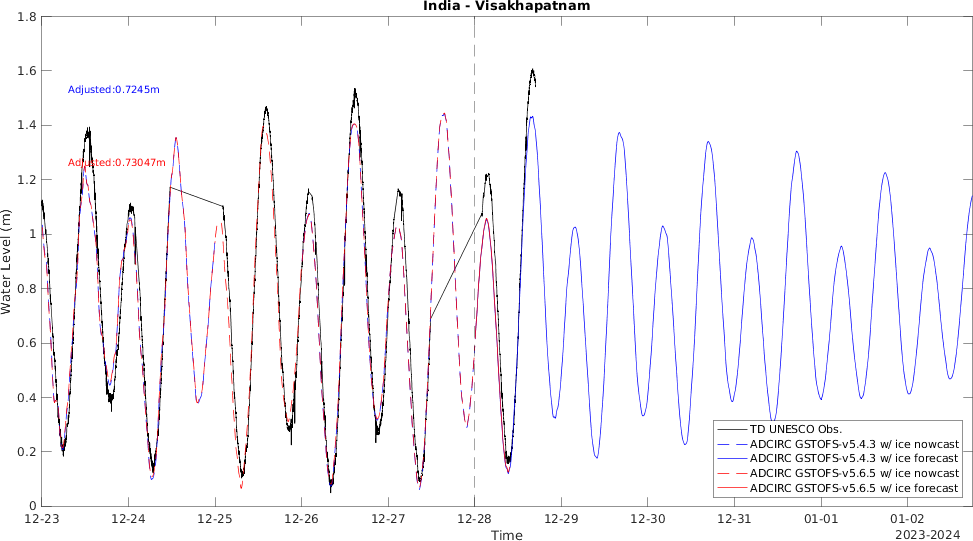 India - Visakhapatnam
1.8
1.6
1.4
1.2
1
0.8
0.6
0.4
0.2
0
Water Level (m)
Adjusted:0.7245m
Adjusted:0.73047m
TD UNESCO Obs.
ADCIRC GSTOFS-v5.4.3 w/ ice nowcast
ADCIRC GSTOFS-v5.4.3 w/ ice forecast
ADCIRC GSTOFS-v5.6.5 w/ ice nowcast
ADCIRC GSTOFS-v5.6.5 w/ ice forecast
12-23 12-24 12-25 12-26 12-27 12-28 12-29 12-30 12-31 01-01 01-02
Time
2023-2024